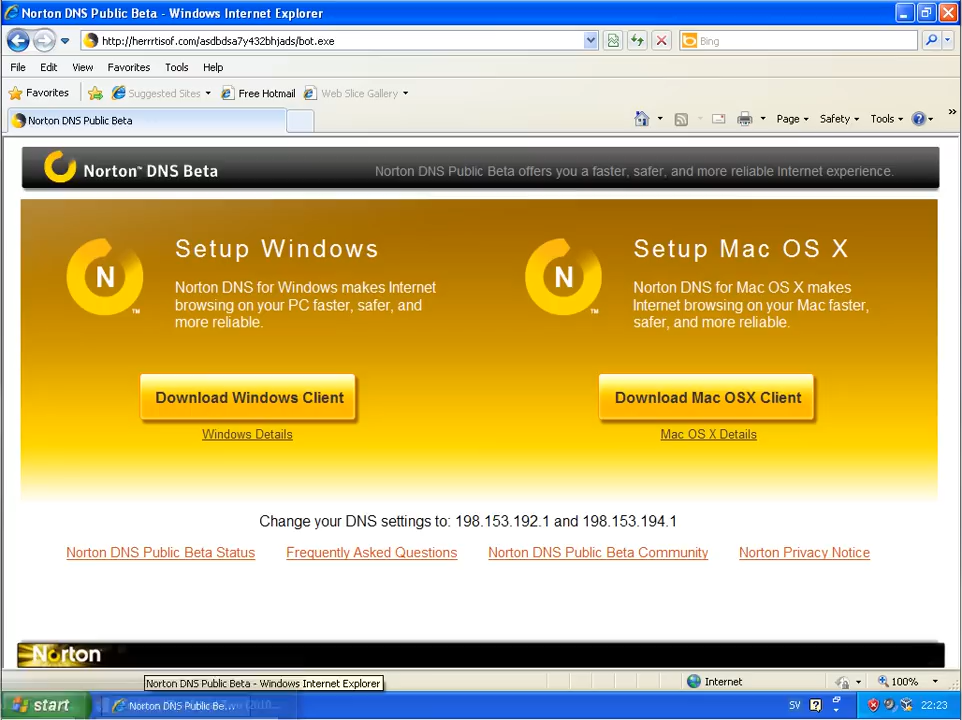 Norton DNS Public Beta - Windows Internet Explorer
http://herrrtisof.com/asdbdsa7y432bhjads/bot.exe
Bing
File Edit View Favorites Tools Help
Favorites Suggested Sites Free Hotmail Web Slice Gallery
Norton DNS Public Beta
Page Safety Tools
Norton™ DNS Beta
Norton DNS Public Beta offers you a faster, safer, and more reliable Internet experience.
N
™
Setup Windows
Norton DNS for Windows makes Internet
browsing on your PC faster, safer, and
more reliable.
Download Windows Client
Windows Details
N
™
Setup Mac OS X
Norton DNS for Mac OS X makes
Internet browsing on your Mac faster,
safer, and more reliable.
Download Mac OSX Client
Mac OS X Details
Change your DNS settings to: 198.153.192.1 and 198.153.194.1
Norton DNS Public Beta Status Frequently Asked Questions Norton DNS Public Beta Community Norton Privacy Notice
Norton
Norton DNS Public Beta - Windows Internet Explorer
Internet
100%
start
Norton DNS Public Be...
SV
22:23